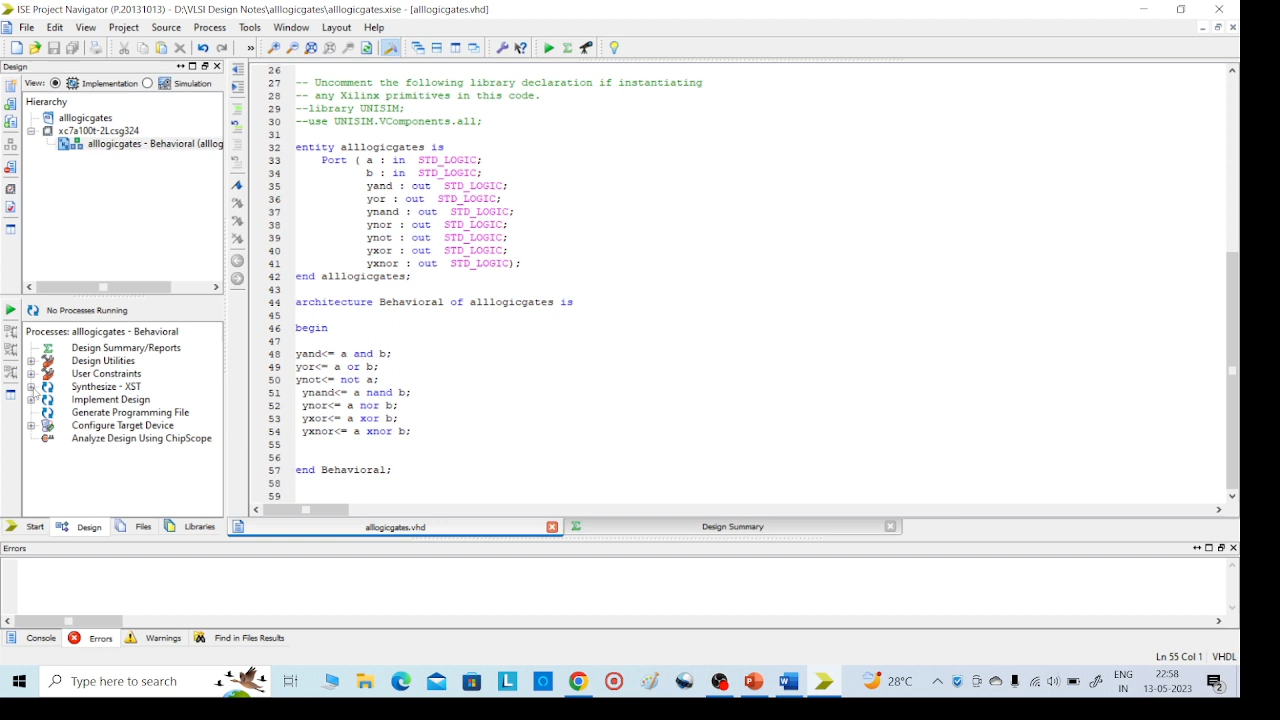 ISE Project Navigator (P.20131013) - D:\VLSI Design Notes\alllogicgates\alllogicgates.xise - [alllogicgates.vhd]
File Edit View Project Source Process Tools Window Layout Help
Design
View: Implementation Simulation
Hierarchy
alllogicgates
xc7a100t-2Lcsg324
alllogicgates - Behavioral (alllog
No Processes Running
Processes: alllogicgates - Behavioral
Design Summary/Reports
Design Utilities
User Constraints
Synthesize - XST
Implement Design
Generate Programming File
Configure Target Device
Analyze Design Using ChipScope
Start Design Files Libraries
26
27 -- Uncomment the following library declaration if instantiating
28 -- any Xilinx primitives in this code.
29 --library UNISIM;
30 --use UNISIM.VComponents.all;
31
32 entity alllogicgates is
33 Port ( a : in STD_LOGIC;
34 b : in STD_LOGIC;
35 yand : out STD_LOGIC;
36 yor : out STD_LOGIC;
37 ynand : out STD_LOGIC;
38 ynor : out STD_LOGIC;
39 ynot : out STD_LOGIC;
40 yxor : out STD_LOGIC;
41 yxnor : out STD_LOGIC);
42 end alllogicgates;
43
44 architecture Behavioral of alllogicgates is
45
46 begin
47
48 yand<= a and b;
49 yor<= a or b;
50 ynot<= not a;
51 ynand<= a nand b;
52 ynor<= a nor b;
53 yxor<= a xor b;
54 yxnor<= a xnor b;
55
56
57 end Behavioral;
58
59
alllogicgates.vhd Design Summary
Errors
Console Errors Warnings Find in Files Results
Ln 55 Col 1 VHDL
Type here to search
28°C
ENG
IN
22:58
13-05-2023
2